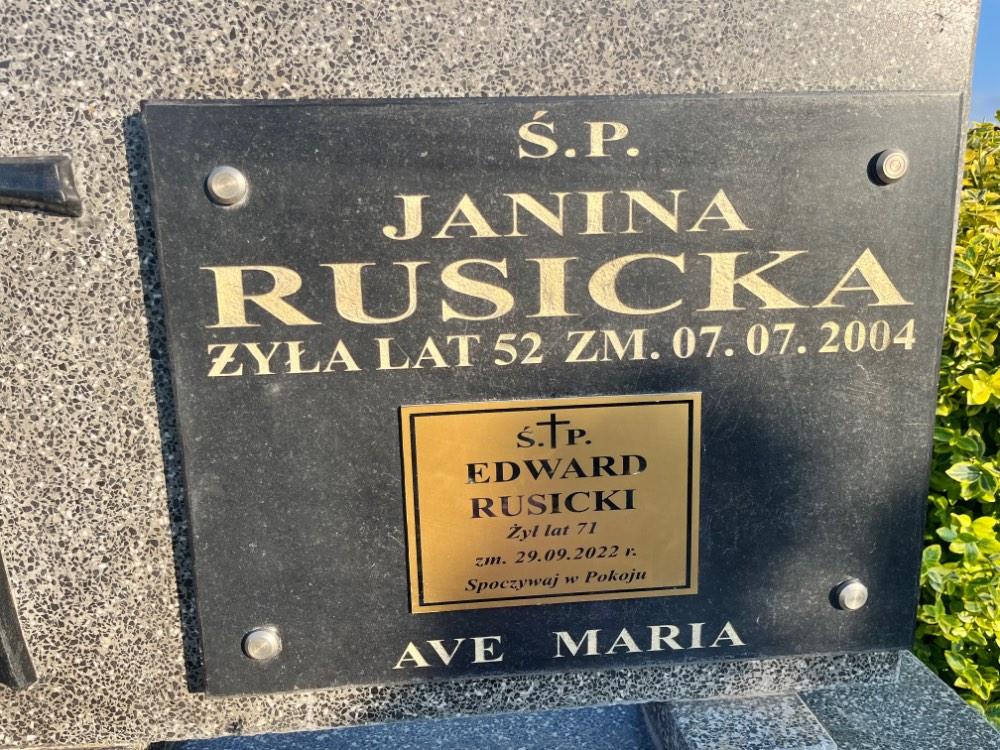 Ś.P.
JANINA
RUSICKA
ŻYŁA LAT 52 ZM. 07. 07. 2004
Ś.P.
EDWARD
RUSICKI
Żył lat 71
zm. 29.09.2022 r.
Spoczywaj w Pokoju
AVE MARIA